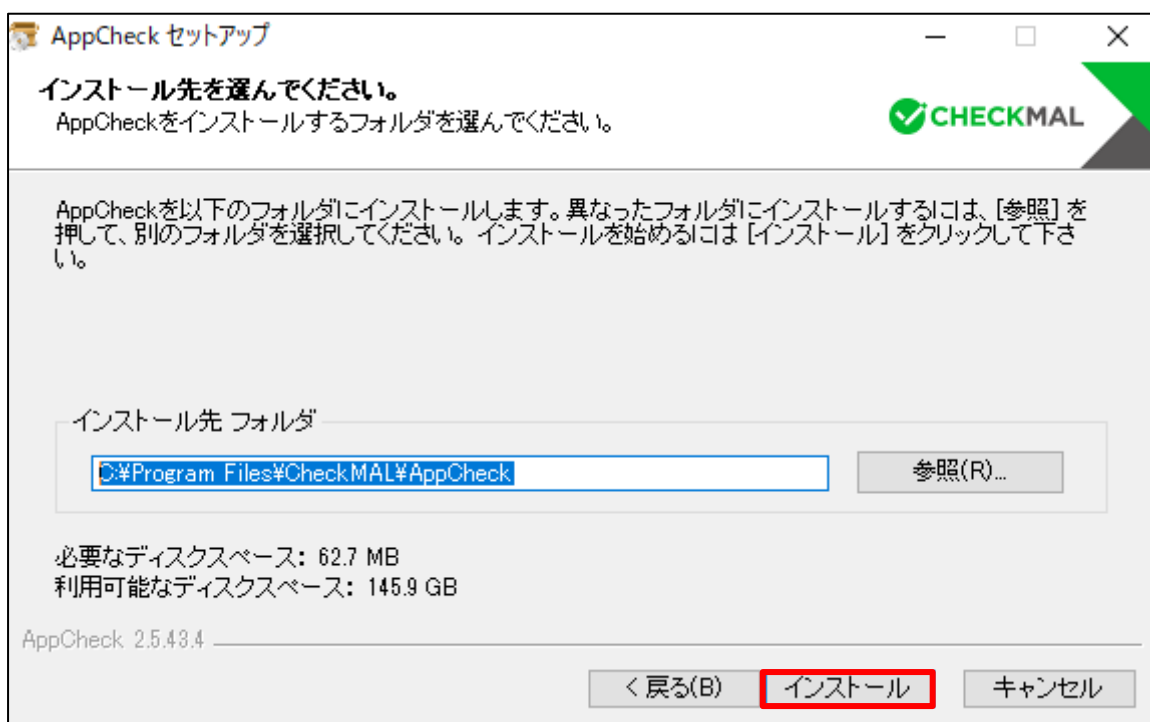 AppCheck セットアップ
インストール先を選んでください。
AppCheckをインストールするフォルダを選んでください。
CHECKMAL
AppCheckを以下のフォルダにインストールします。異なったフォルダにインストールするには、[参照] を
押して、別のフォルダを選択してください。インストールを始めるには [インストール] をクリックして下さ
い。
インストール先 フォルダ
C:¥Program Files¥CheckMAL¥AppCheck
参照(R)...
必要なディスクスペース: 62.7 MB
利用可能なディスクスペース: 145.9 GB
AppCheck 2.5.43.4
< 戻る(B)
インストール
キャンセル